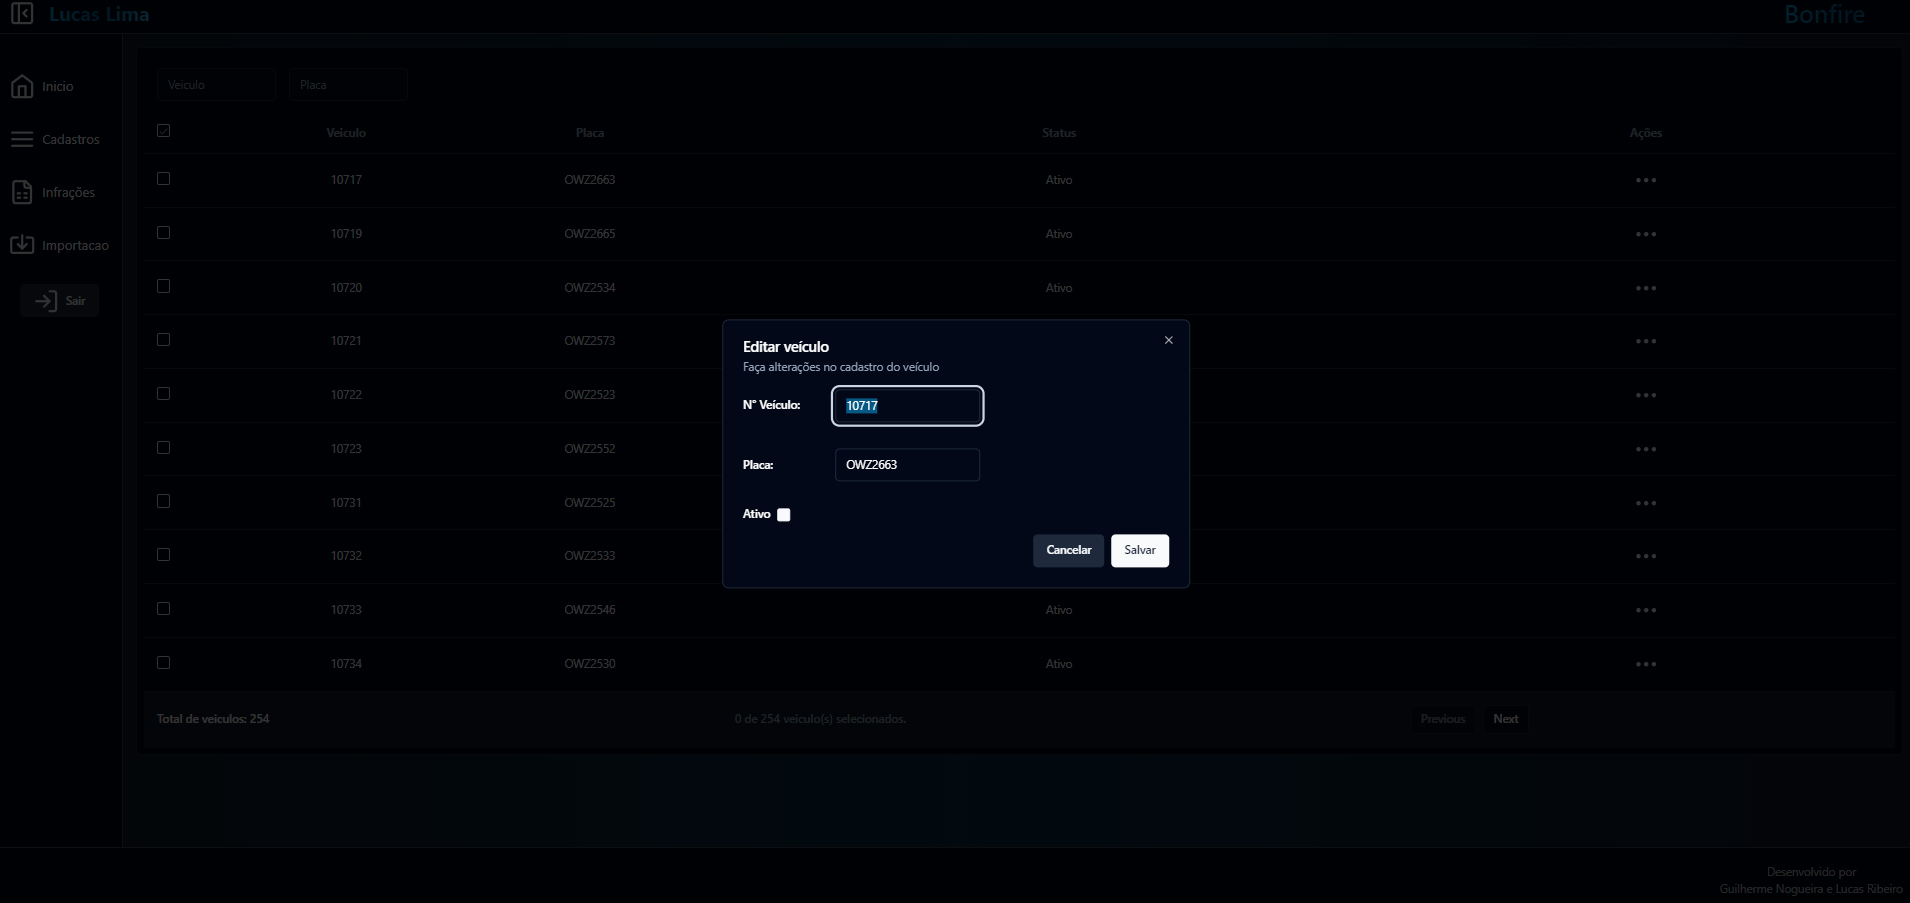 Lucas Lima
Bonfire
Inicio
Cadastros
Infrações
Importacao
Sair
Veiculo
Placa
Veiculo Placa Status Ações
10717 OWZ2663 Ativo
10719 OWZ2665 Ativo
10720 OWZ2534 Ativo
10721 OWZ2573
10722 OWZ2523
10723 OWZ2552
10731 OWZ2525
10732 OWZ2533
10733 OWZ2546 Ativo
10734 OWZ2530 Ativo
Total de veiculos: 254 0 de 254 veiculo(s) selecionados. Previous Next
Editar veículo
Faça alterações no cadastro do veículo
N° Veículo: 10717
Placa: OWZ2663
Ativo
Cancelar Salvar
Desenvolvido por
Guilherme Nogueira e Lucas Ribeiro